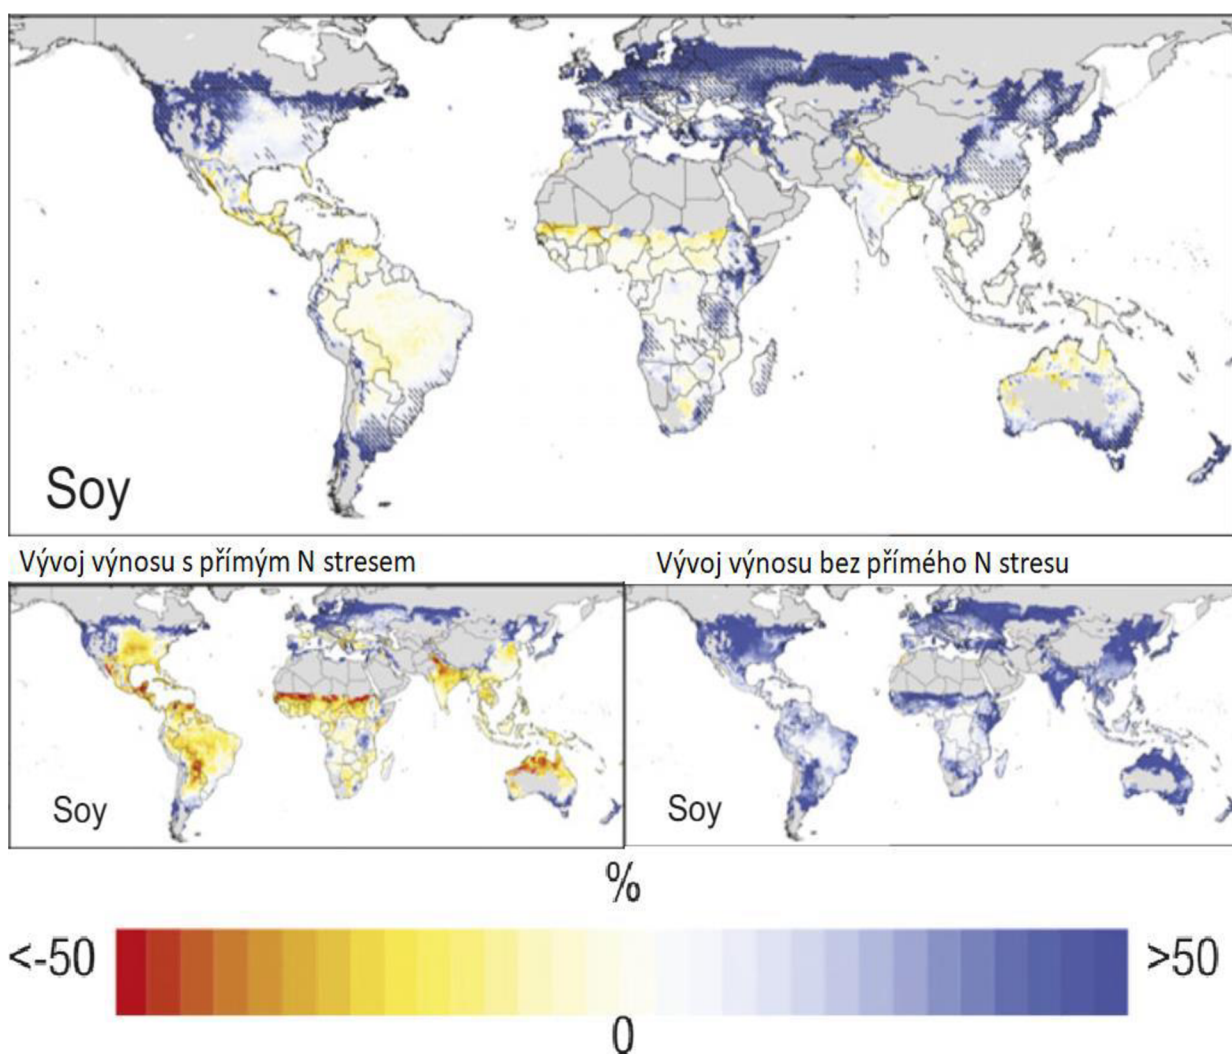 Soy
Vývoj výnosu s přímým N stresem
Vývoj výnosu bez přímého N stresu
Soy
Soy
%
<-50
>50
0